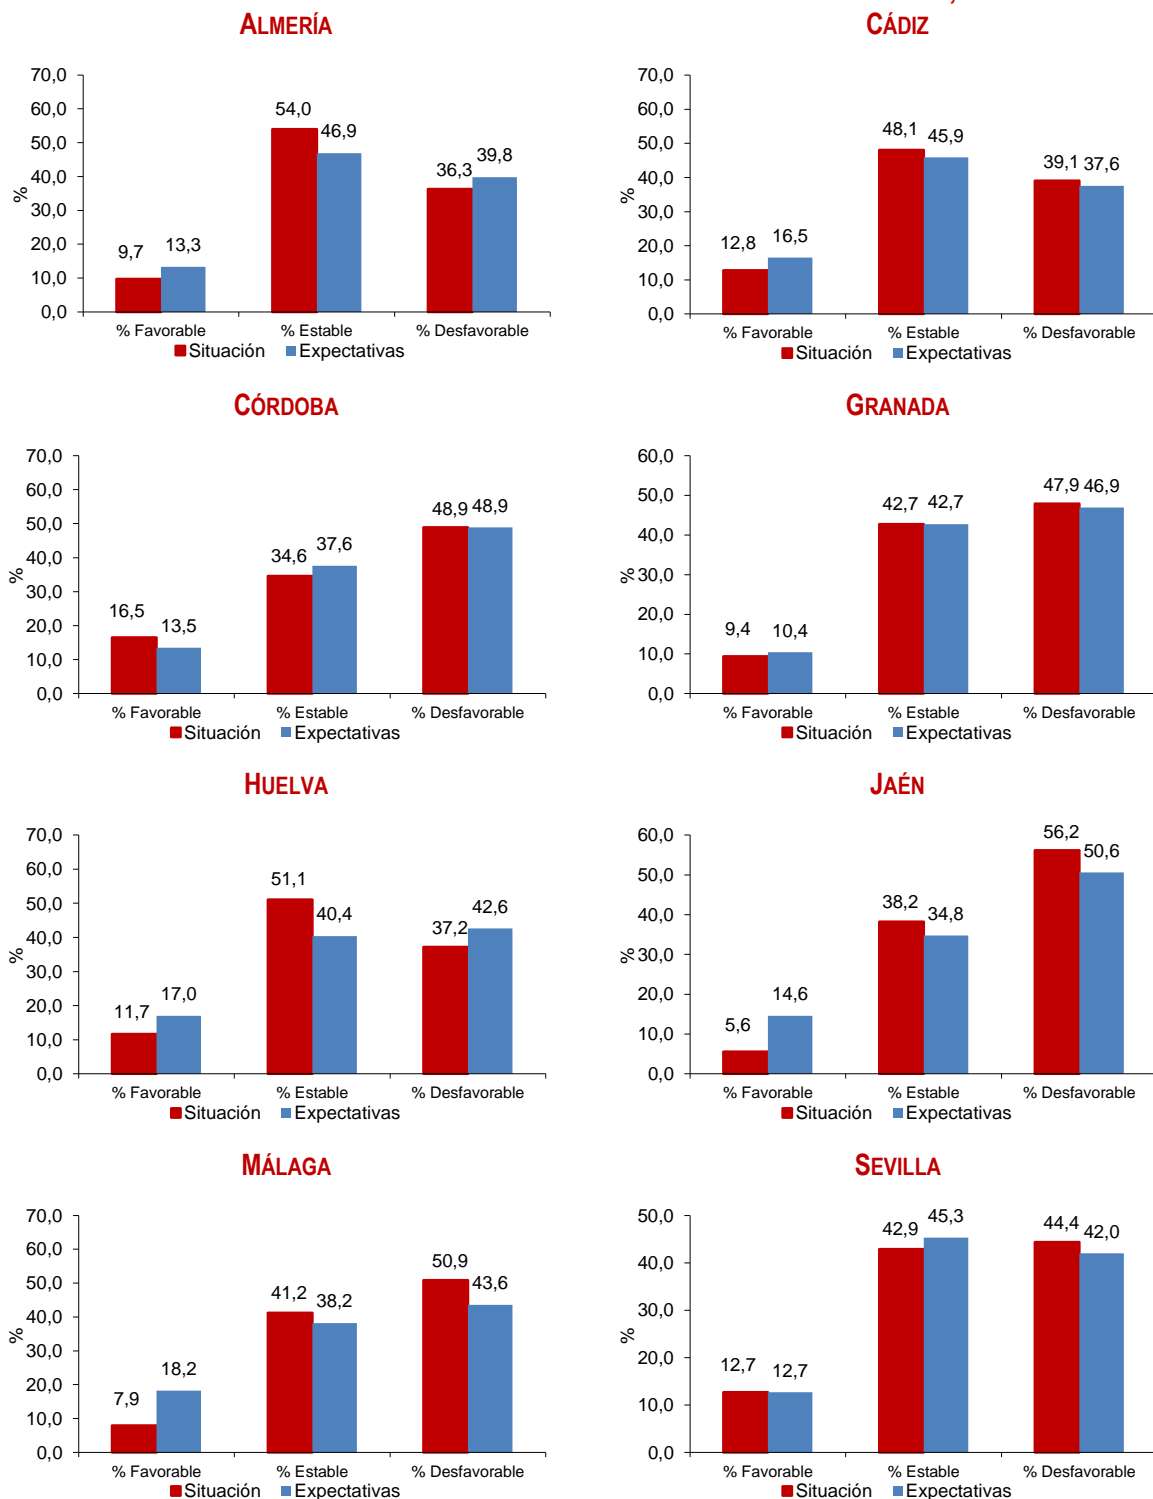 ALMERÍA
70,0
60,0
50,0
40,0
30,0
20,0
10,0
0,0
%
9,7
13,3
54,0
46,9
36,3
39,8
% Favorable
% Estable
% Desfavorable
Situación
Expectativas
CÁDIZ
70,0
60,0
50,0
40,0
30,0
20,0
10,0
0,0
%
12,8
16,5
48,1
45,9
39,1
37,6
% Favorable
% Estable
% Desfavorable
Situación
Expectativas
CÓRDOBA
70,0
60,0
50,0
40,0
30,0
20,0
10,0
0,0
%
16,5
13,5
34,6
37,6
48,9
48,9
% Favorable
% Estable
% Desfavorable
Situación
Expectativas
GRANADA
60,0
50,0
40,0
30,0
20,0
10,0
0,0
%
9,4
10,4
42,7
42,7
47,9
46,9
% Favorable
% Estable
% Desfavorable
Situación
Expectativas
HUELVA
70,0
60,0
50,0
40,0
30,0
20,0
10,0
0,0
%
11,7
17,0
51,1
40,4
37,2
42,6
% Favorable
% Estable
% Desfavorable
Situación
Expectativas
JAÉN
60,0
50,0
40,0
30,0
20,0
10,0
0,0
%
5,6
14,6
38,2
34,8
56,2
50,6
% Favorable
% Estable
% Desfavorable
Situación
Expectativas
MÁLAGA
70,0
60,0
50,0
40,0
30,0
20,0
10,0
0,0
%
7,9
18,2
41,2
38,2
50,9
43,6
% Favorable
% Estable
% Desfavorable
Situación
Expectativas
SEVILLA
50,0
40,0
30,0
20,0
10,0
0,0
%
12,7
12,7
42,9
45,3
44,4
42,0
% Favorable
% Estable
% Desfavorable
Situación
Expectativas